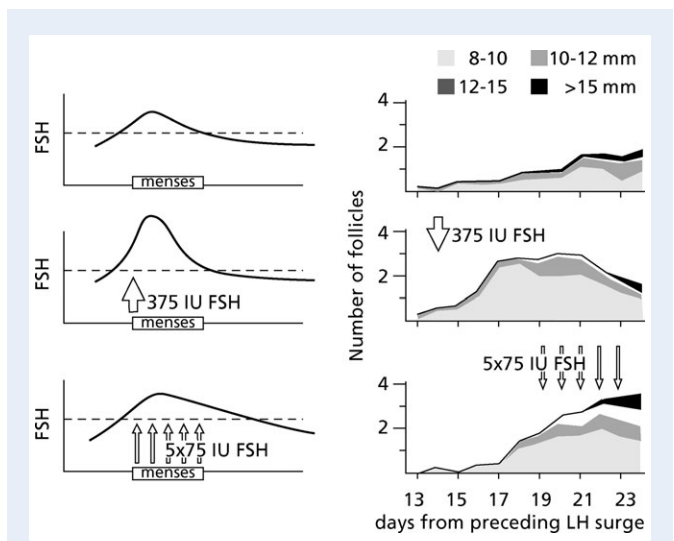 8-10 10-12 mm
12-15 >15 mm
FSH
menses
4
2
FSH
375 IU FSH
menses
Number of follicles
375 IU FSH
4
2
FSH
5x75 IU FSH
menses
5x75 IU FSH
4
2
13 15 17 19 21 23
days from preceding LH surge